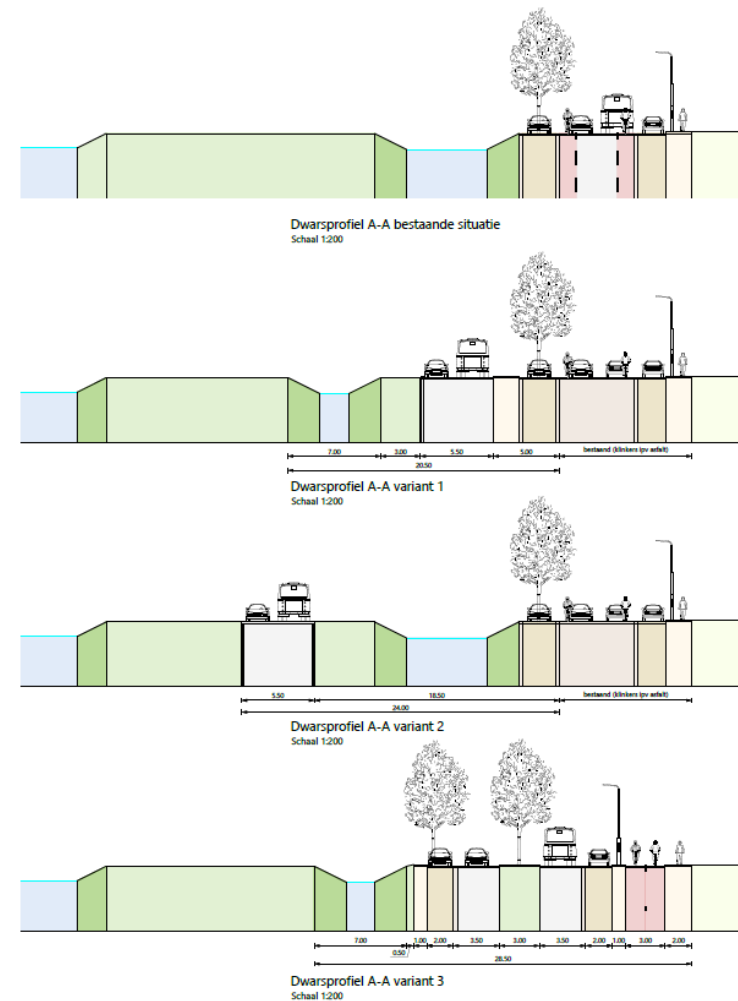 Dwarsprofiel A-A bestaande situatie
Schaal 1:200
7.00 3.00 5.50 5.00 bestaand (klinkers ipv asfalt)
20.50
Dwarsprofiel A-A variant 1
Schaal 1:200
5.50 18.50 bestaand (klinkers ipv asfalt)
24.00
Dwarsprofiel A-A variant 2
Schaal 1:200
7.00 1.00 2.00 3.50 3.00 3.50 2.00 1.00 3.00 2.00
0.50
28.50
Dwarsprofiel A-A variant 3
Schaal 1:200